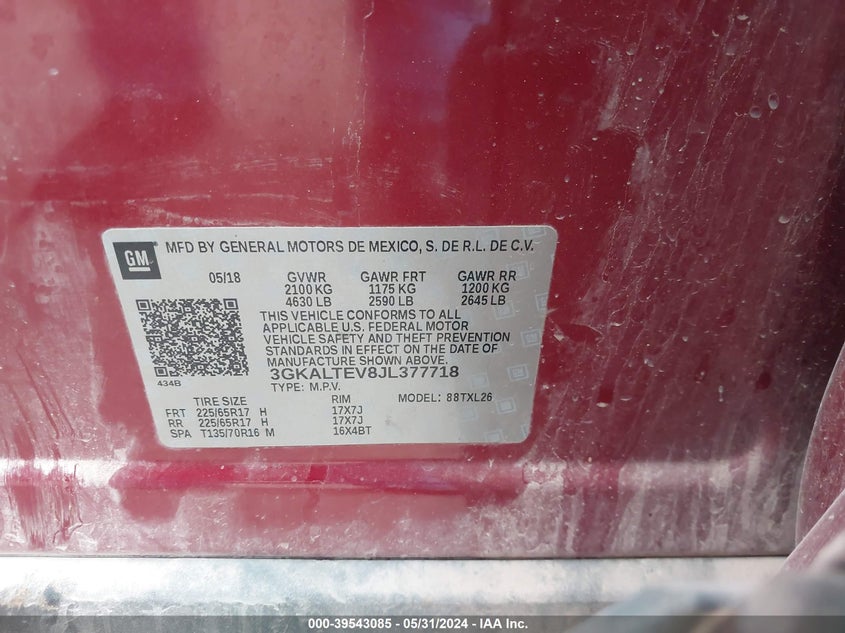 GM
MFD BY GENERAL MOTORS DE MEXICO, S. DE R.L. DE C.V.
05/18 GVWR GAWR FRT GAWR RR
2100 KG 1175 KG 1200 KG
4630 LB 2590 LB 2645 LB
THIS VEHICLE CONFORMS TO ALL
APPLICABLE U.S. FEDERAL MOTOR
VEHICLE SAFETY AND THEFT PREVENTION
STANDARDS IN EFFECT ON THE DATE OF
MANUFACTURE SHOWN ABOVE.
434B
3GKALTEV8JL377718
TYPE: M.P.V. MODEL: 88TXL26
TIRE SIZE RIM
FRT 225/65R17 H 17X7J
RR 225/65R17 H 17X7J
SPA T135/70R16 M 16X4BT
000-39543085 - 05/31/2024 - IAA Inc.